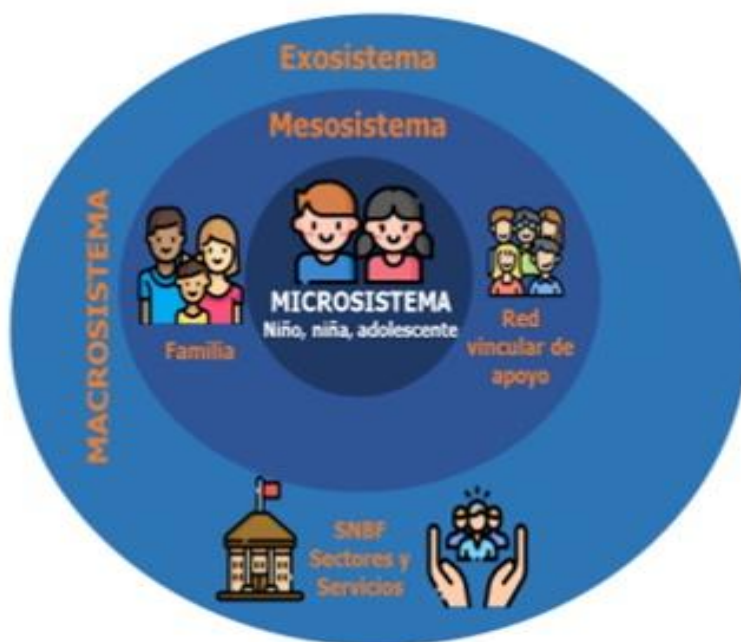 Exosistema
Mesosistema
MACROSISTEMA
MICROSISTEMA
Niño, niña, adolescente
Familia
Red
vincular de
apoyo
SNBF
Sectores y
Servicios